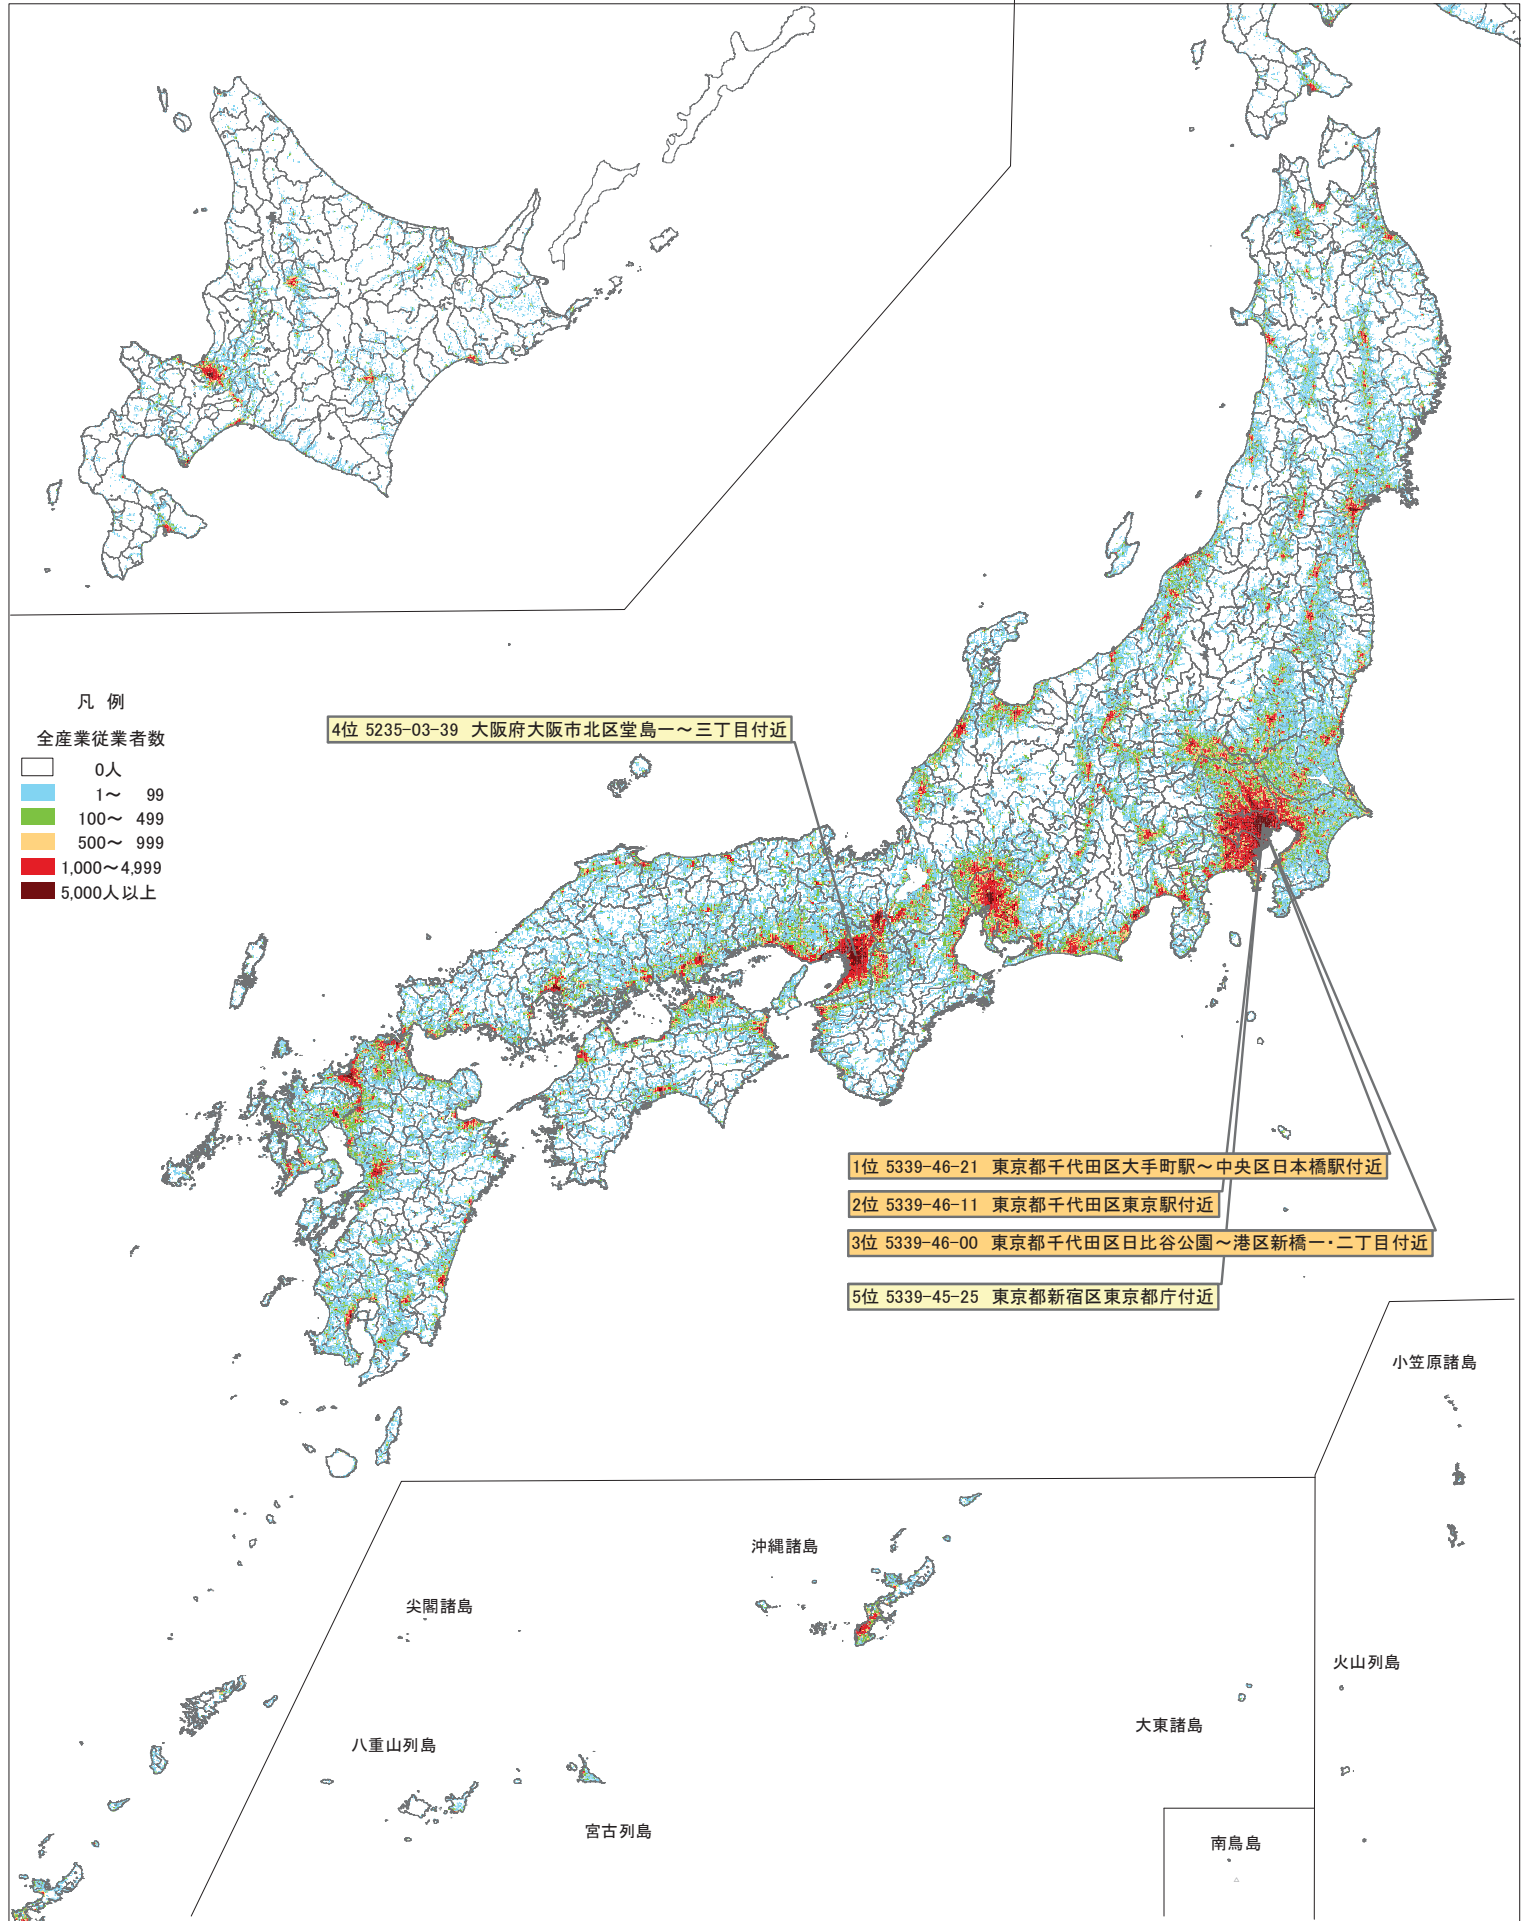 凡 例
全産業従業者数
0人
1～ 99
100～ 499
500～ 999
1,000～4,999
5,000人以上
4位 5235-03-39 大阪府大阪市北区堂島一～三丁目付近
1位 5339-46-21 東京都千代田区大手町駅～中央区日本橋駅付近
2位 5339-46-11 東京都千代田区東京駅付近
3位 5339-46-00 東京都千代田区日比谷公園～港区新橋一・二丁目付近
5位 5339-45-25 東京都新宿区東京都庁付近
小笠原諸島
沖縄諸島
尖閣諸島
火山列島
大東諸島
八重山列島
宮古列島
南鳥島